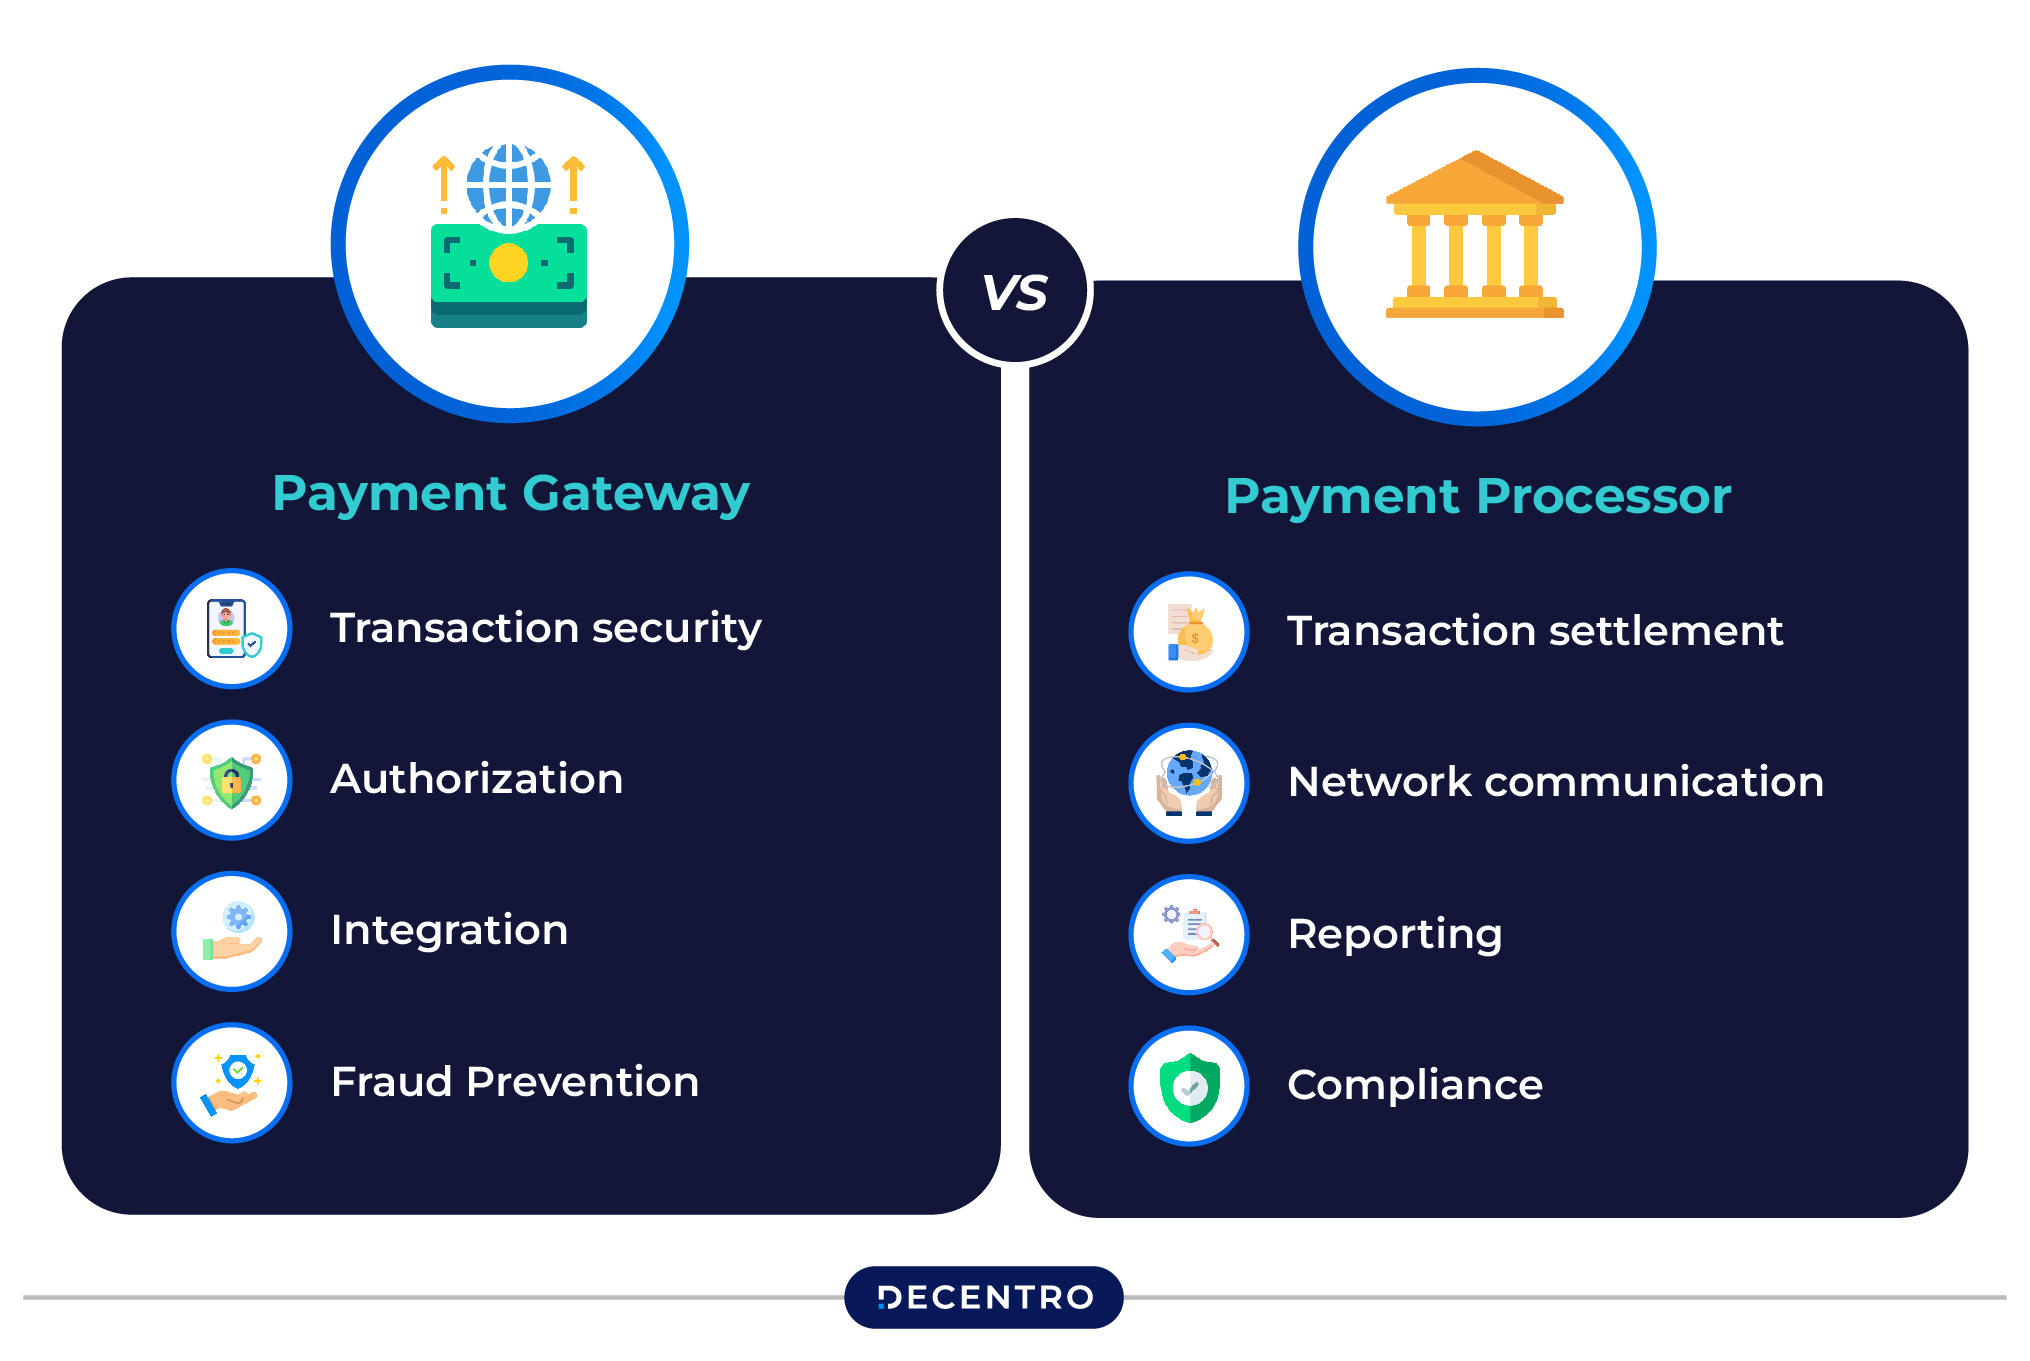 VS
Payment Gateway
Transaction security
Authorization
Integration
Fraud Prevention
Payment Processor
$
Transaction settlement
Network communication
Reporting
Compliance
DECENTRO